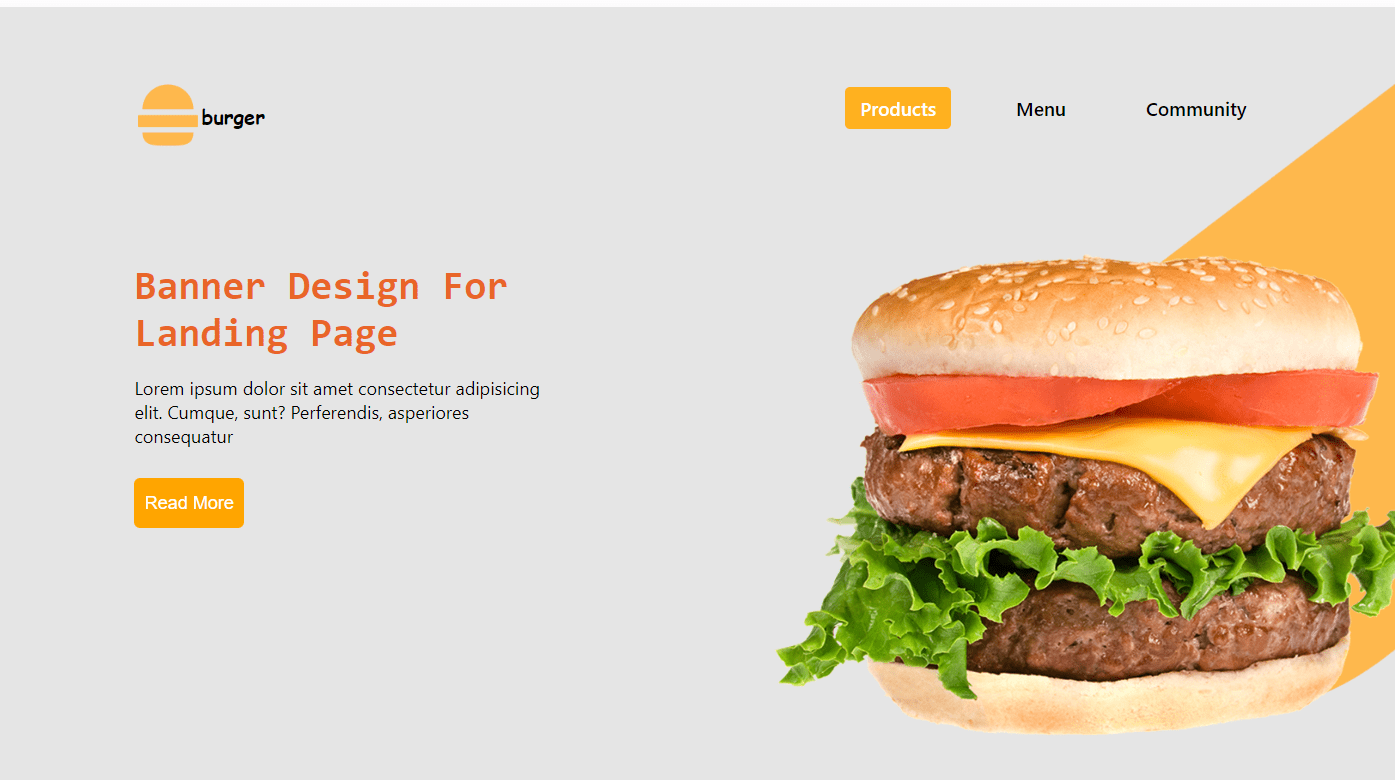 burger
Products Menu Community
Banner Design For
Landing Page
Lorem ipsum dolor sit amet consectetur adipisicing
elit. Cumque, sunt? Perferendis, asperiores
consequatur
Read More